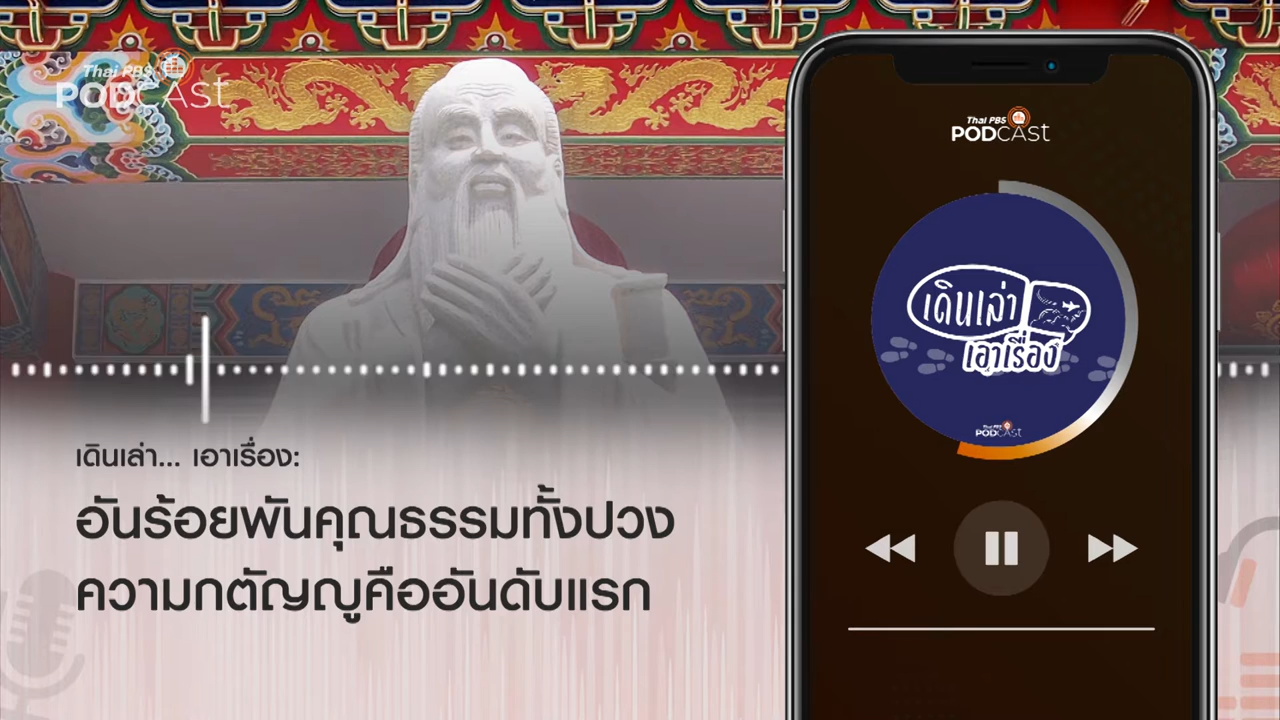 Thai PBS
PODCASt
เดินเล่า... เอาเรื่อง:
อันร้อยพันคุณธรรมทั้งปวง
ความกตัญญูคืออันดับแรก
Thai PBS
PODCASt
เดินเล่า
เอาเรื่อง
Thai PBS
PODCASt